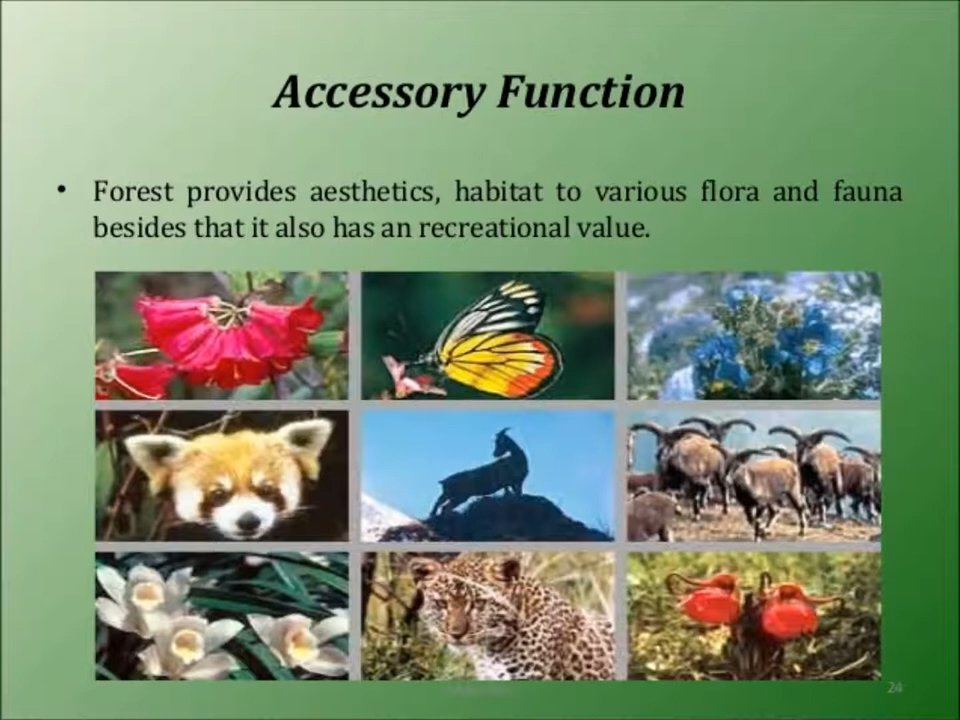 Accessory Function
• Forest provides aesthetics, habitat to various flora and fauna
besides that it also has an recreational value.
24